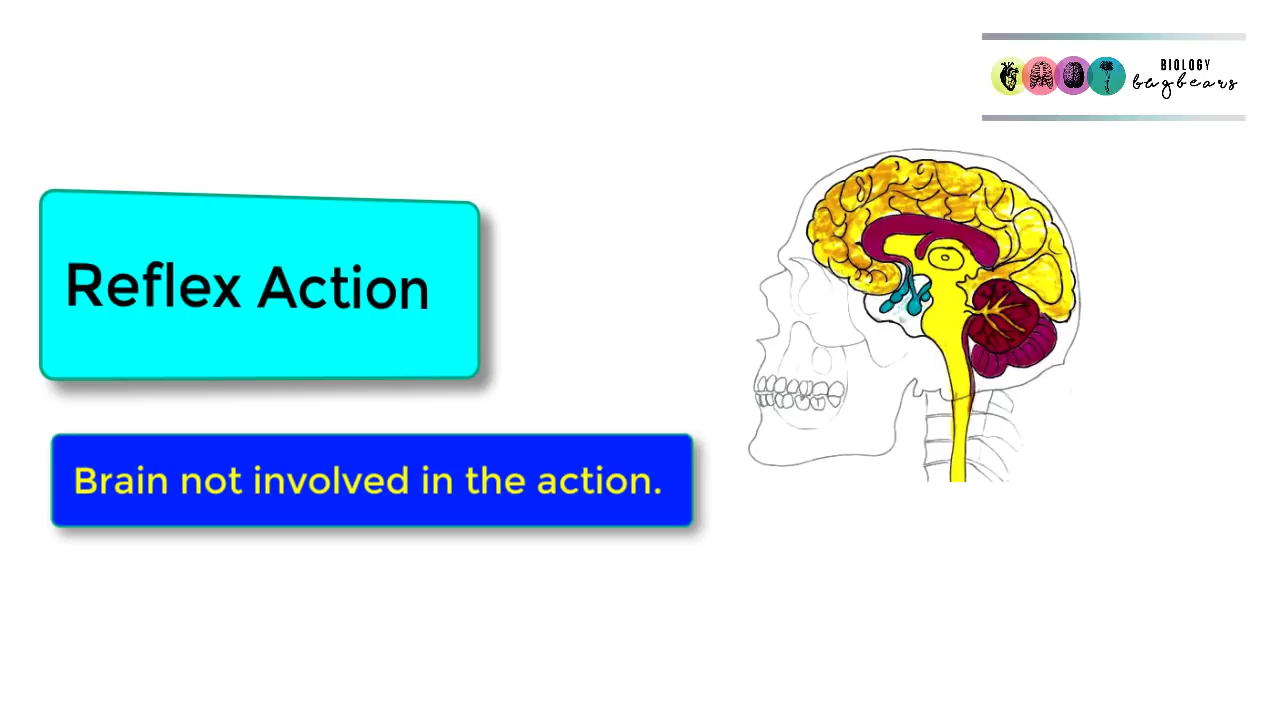 BIOLOGY
bugbears
Reflex Action
Brain not involved in the action.